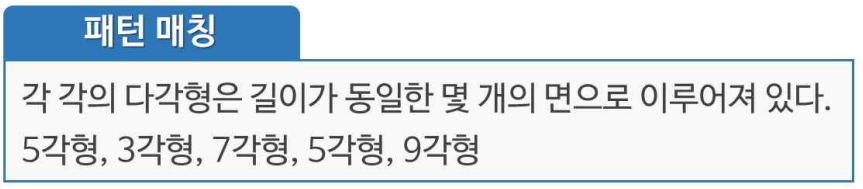 패턴 매칭
각 각의 다각형은 길이가 동일한 몇 개의 면으로 이루어져 있다.
5각형, 3각형, 7각형, 5각형, 9각형